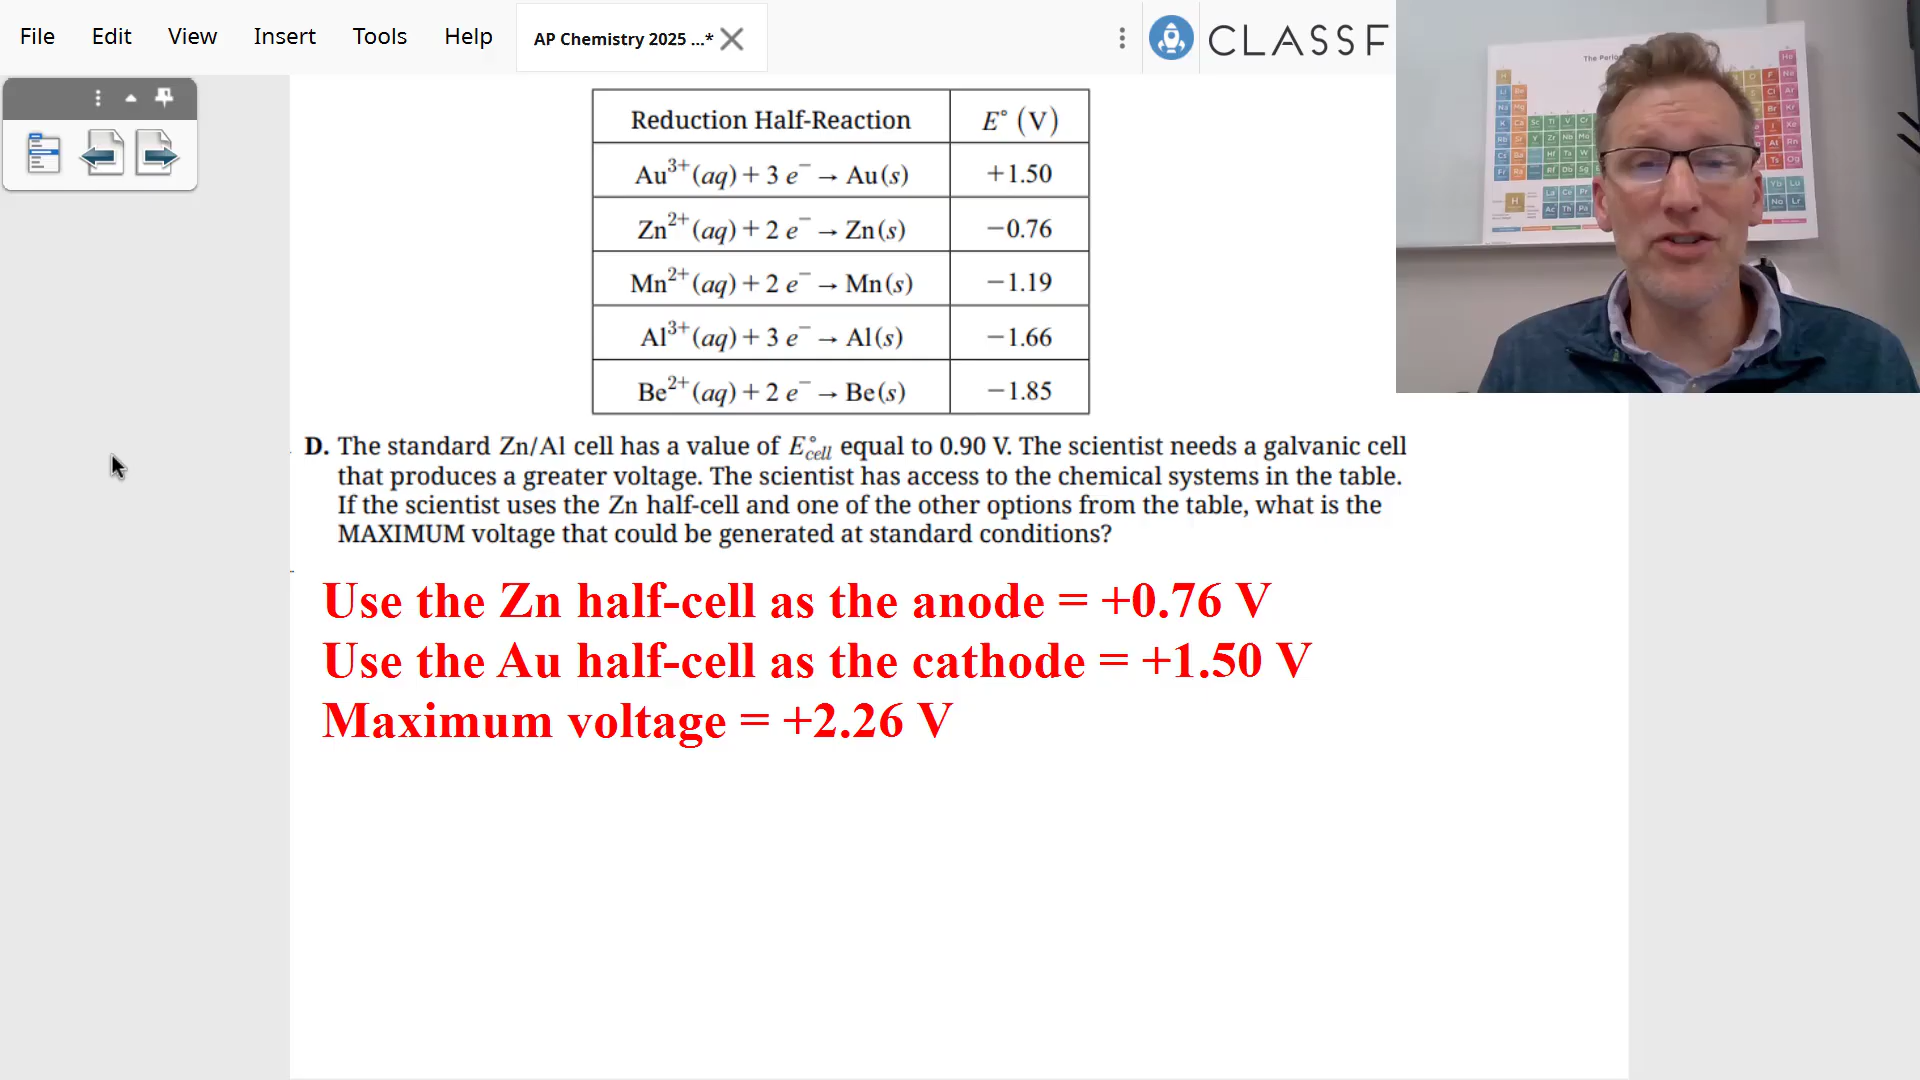 File Edit View Insert Tools Help AP Chemistry 2025 ...* CLASSF
Reduction Half-Reaction E° (V)
Au³⁺(aq) + 3 e⁻ → Au(s) +1.50
Zn²⁺(aq) + 2 e⁻ → Zn(s) −0.76
Mn²⁺(aq) + 2 e⁻ → Mn(s) −1.19
Al³⁺(aq) + 3 e⁻ → Al(s) −1.66
Be²⁺(aq) + 2 e⁻ → Be(s) −1.85
D. The standard Zn/Al cell has a value of E°cell equal to 0.90 V. The scientist needs a galvanic cell
that produces a greater voltage. The scientist has access to the chemical systems in the table.
If the scientist uses the Zn half-cell and one of the other options from the table, what is the
MAXIMUM voltage that could be generated at standard conditions?
Use the Zn half-cell as the anode = +0.76 V
Use the Au half-cell as the cathode = +1.50 V
Maximum voltage = +2.26 V